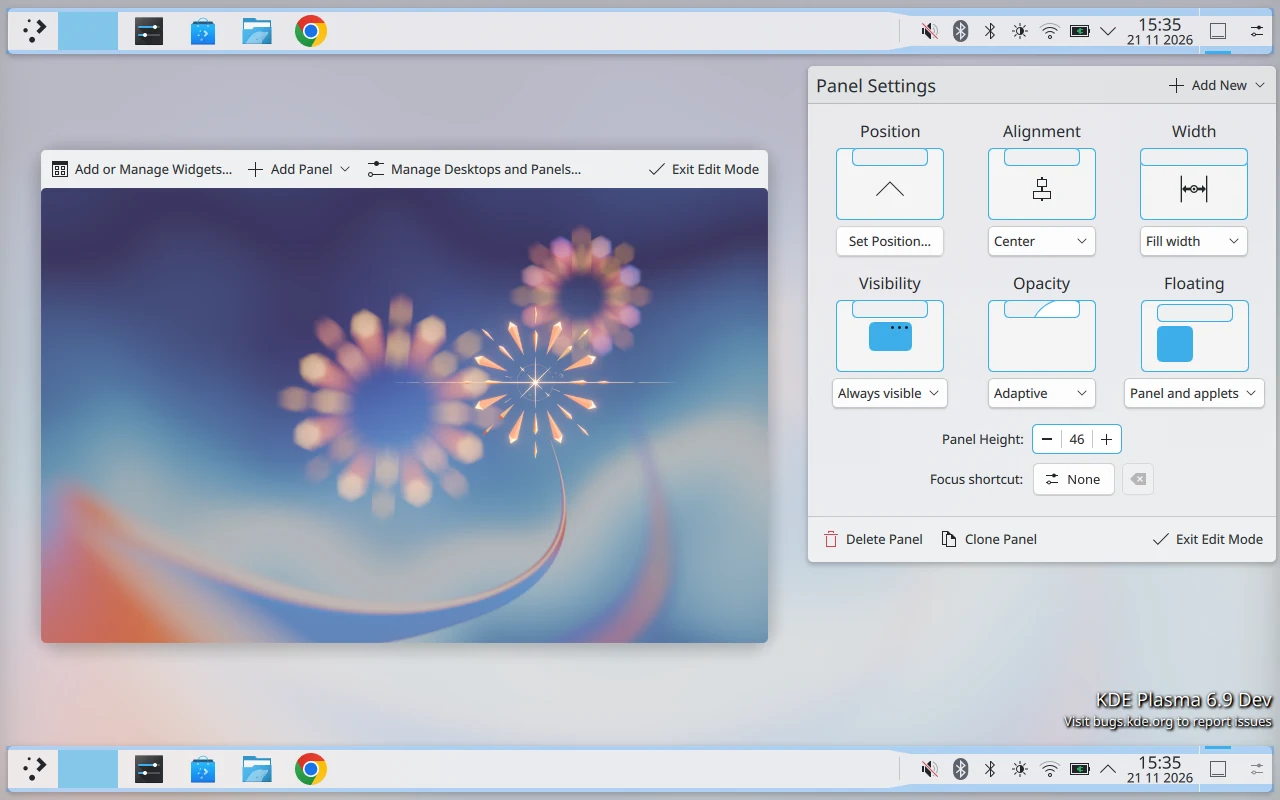 15:35
21 11 2026
Panel Settings
Add New
Position
Alignment
Width
Set Position...
Center
Fill width
Visibility
Opacity
Floating
Always visible
Adaptive
Panel and applets
Panel Height:
46
Focus shortcut:
None
Delete Panel
Clone Panel
Exit Edit Mode
Add or Manage Widgets...
Add Panel
Manage Desktops and Panels...
Exit Edit Mode
KDE Plasma 6.9 Dev
Visit bugs.kde.org to report issues
15:35
21 11 2026